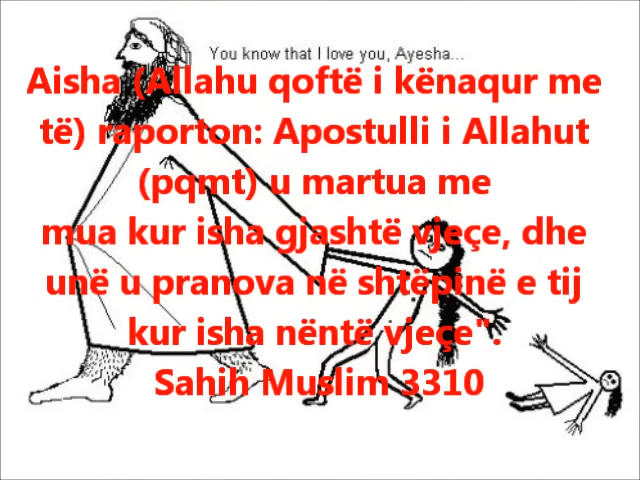 You know that I love you, Ayesha...
Aisha (Allahu qoftë i kënaqur me
të) raporton: Apostulli i Allahut
(pqmt) u martua me
mua kur isha gjashtë vjeçe, dhe
unë u pranova në shtëpinë e tij
kur isha nëntë vjeçe".
Sahih Muslim 3310